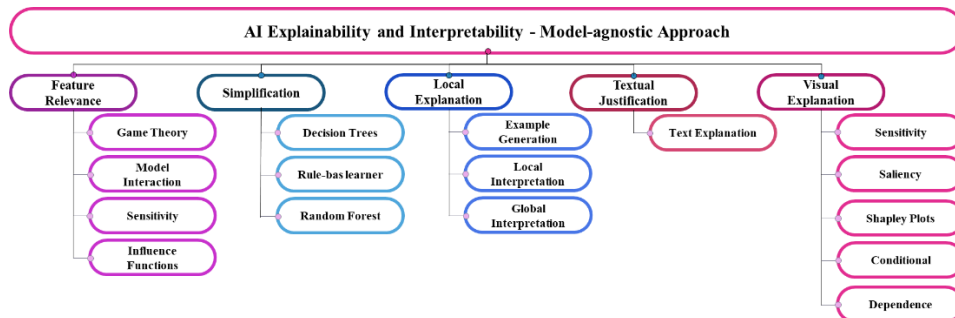 AI Explainability and Interpretability - Model-agnostic Approach
Feature
Relevance
Game Theory
Model
Interaction
Sensitivity
Influence
Functions
Simplification
Decision Trees
Rule-bas learner
Random Forest
Local
Explanation
Example
Generation
Local
Interpretation
Global
Interpretation
Textual
Justification
Text Explanation
Visual
Explanation
Sensitivity
Saliency
Shapley Plots
Conditional
Dependence